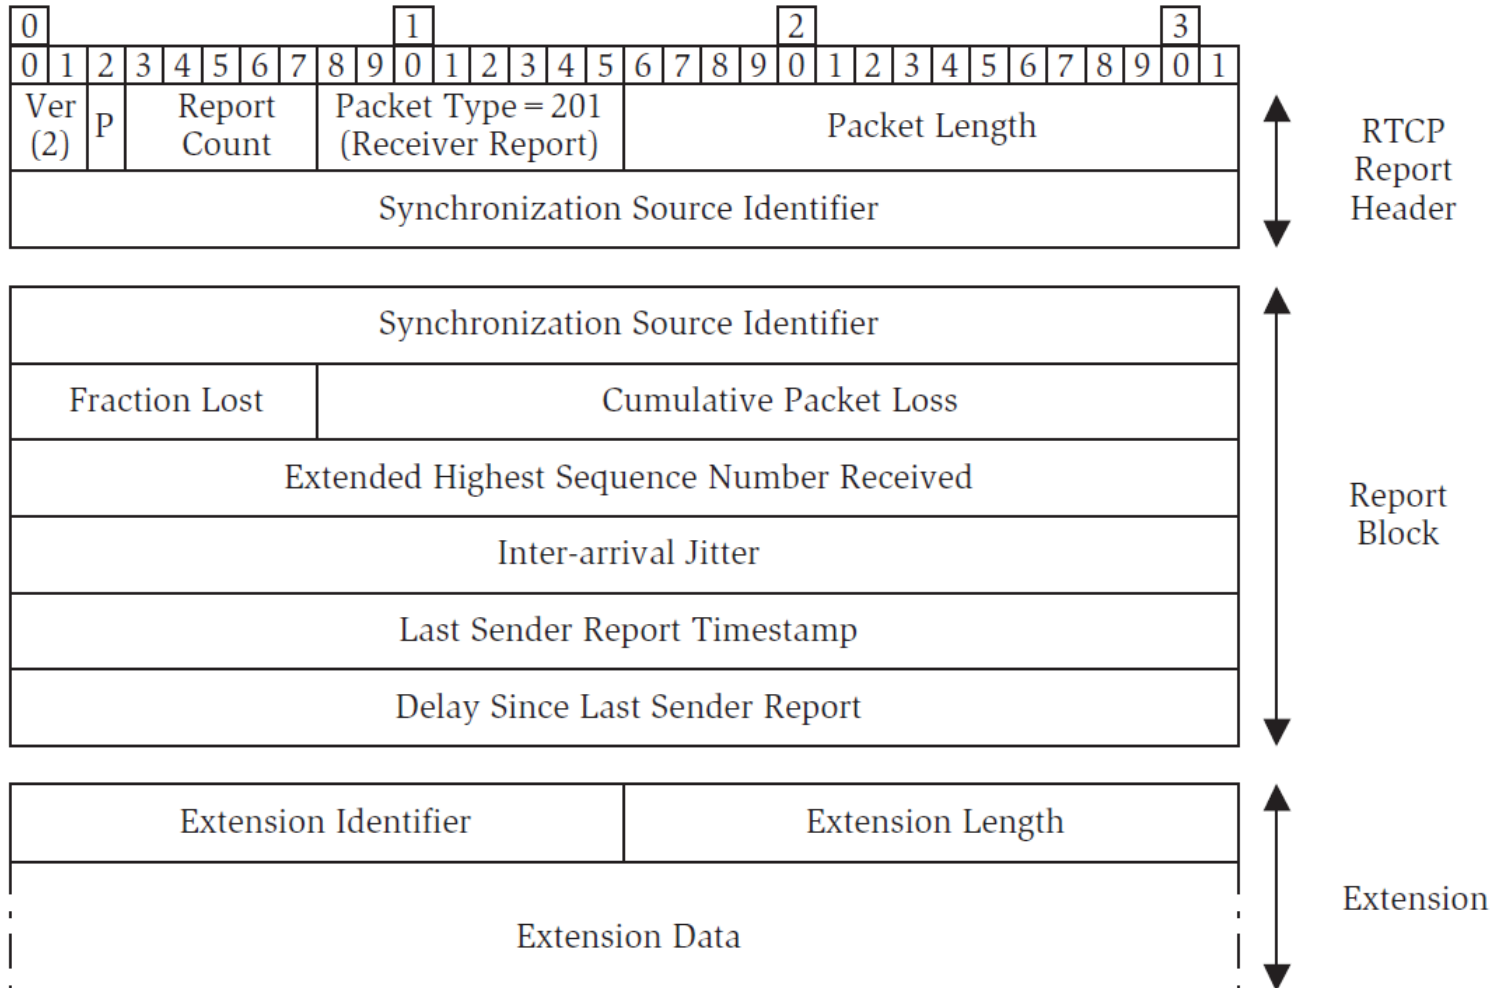 0 1 2 3
0 1 2 3 4 5 6 7 8 9 0 1 2 3 4 5 6 7 8 9 0 1 2 3 4 5 6 7 8 9 0 1
Ver
(2)
P
Report
Count
Packet Type = 201
(Receiver Report)
Packet Length
RTCP
Report
Header
Synchronization Source Identifier
Synchronization Source Identifier
Fraction Lost
Cumulative Packet Loss
Extended Highest Sequence Number Received
Report
Block
Inter-arrival Jitter
Last Sender Report Timestamp
Delay Since Last Sender Report
Extension Identifier
Extension Length
Extension
Extension Data